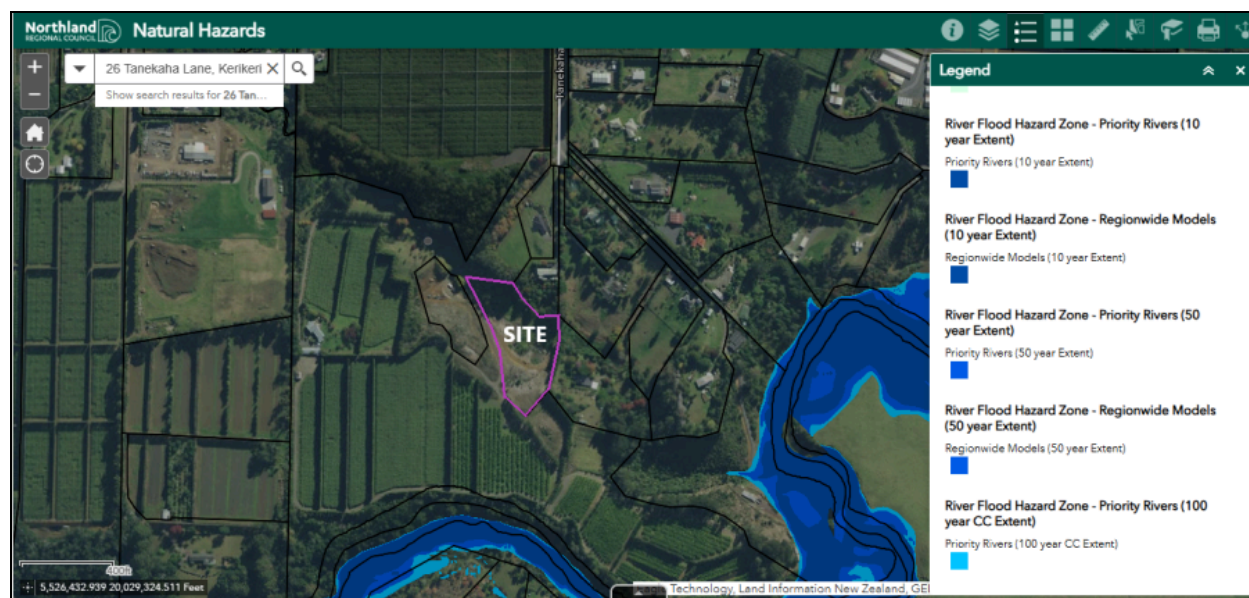 Northland
REGIONAL COUNCIL
Natural Hazards
26 Tanekaha Lane, Kerikeri
Show search results for 26 Tan...
Tanekaha
SITE
400ft
5,526,432.939 20,029,324.511 Feet
Technology, Land Information New Zealand, GEI
Legend
River Flood Hazard Zone - Priority Rivers (10
year Extent)
Priority Rivers (10 year Extent)
River Flood Hazard Zone - Regionwide Models
(10 year Extent)
Regionwide Models (10 year Extent)
River Flood Hazard Zone - Priority Rivers (50
year Extent)
Priority Rivers (50 year Extent)
River Flood Hazard Zone - Regionwide Models
(50 year Extent)
Regionwide Models (50 year Extent)
River Flood Hazard Zone - Priority Rivers (100
year CC Extent)
Priority Rivers (100 year CC Extent)